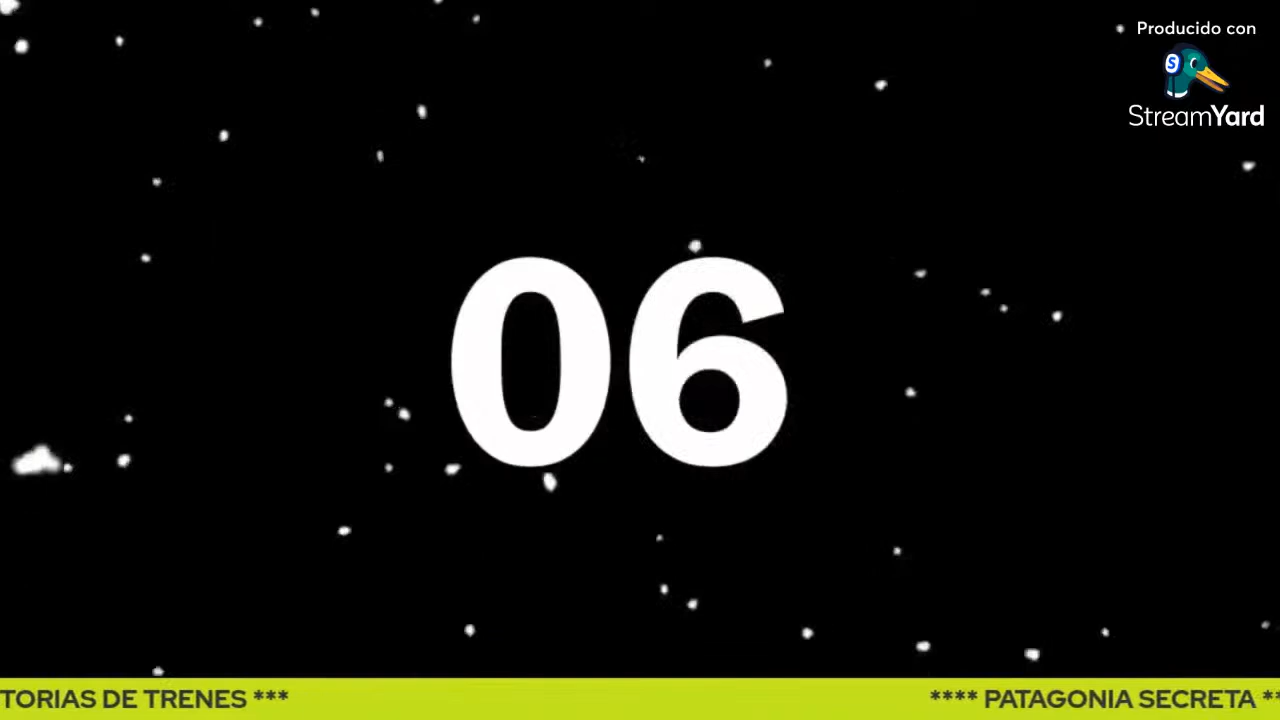 Producido con
StreamYard
06
TORIAS DE TRENES *** **** PATAGONIA SECRETA **